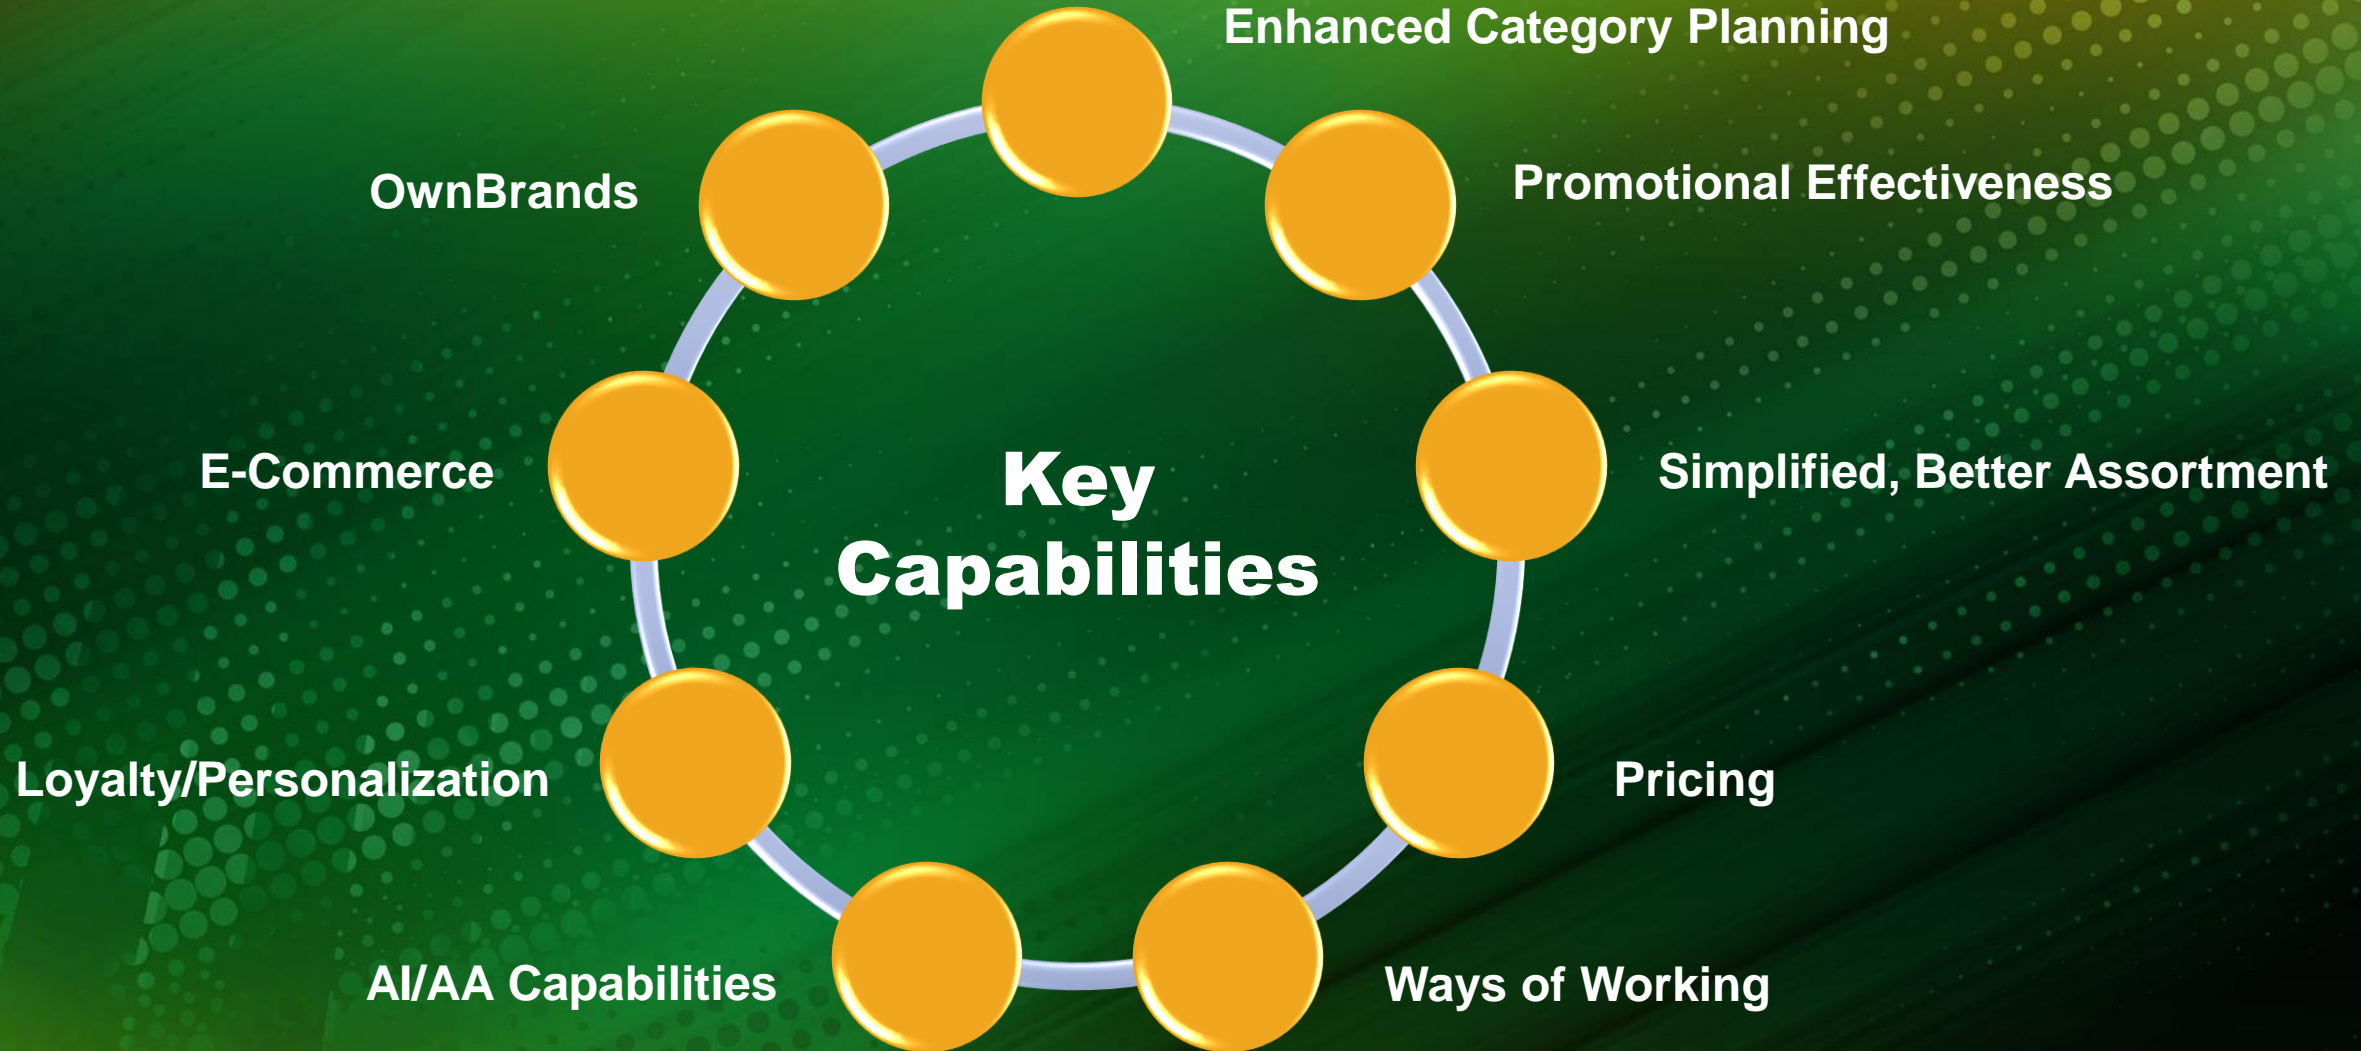 Enhanced Category Planning
OwnBrands
Promotional Effectiveness
E-Commerce
Simplified, Better Assortment
Key
Capabilities
Loyalty/Personalization
Pricing
AI/AA Capabilities
Ways of Working